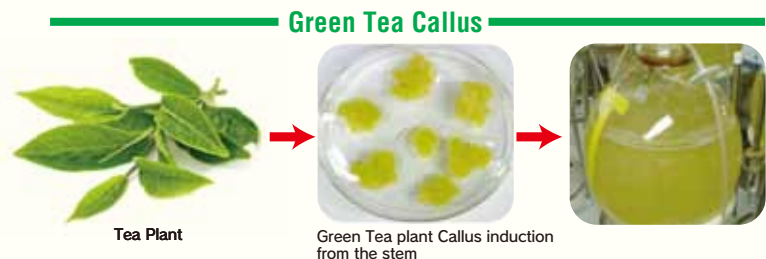 Green Tea Callus
Tea Plant
Green Tea plant Callus induction
from the stem